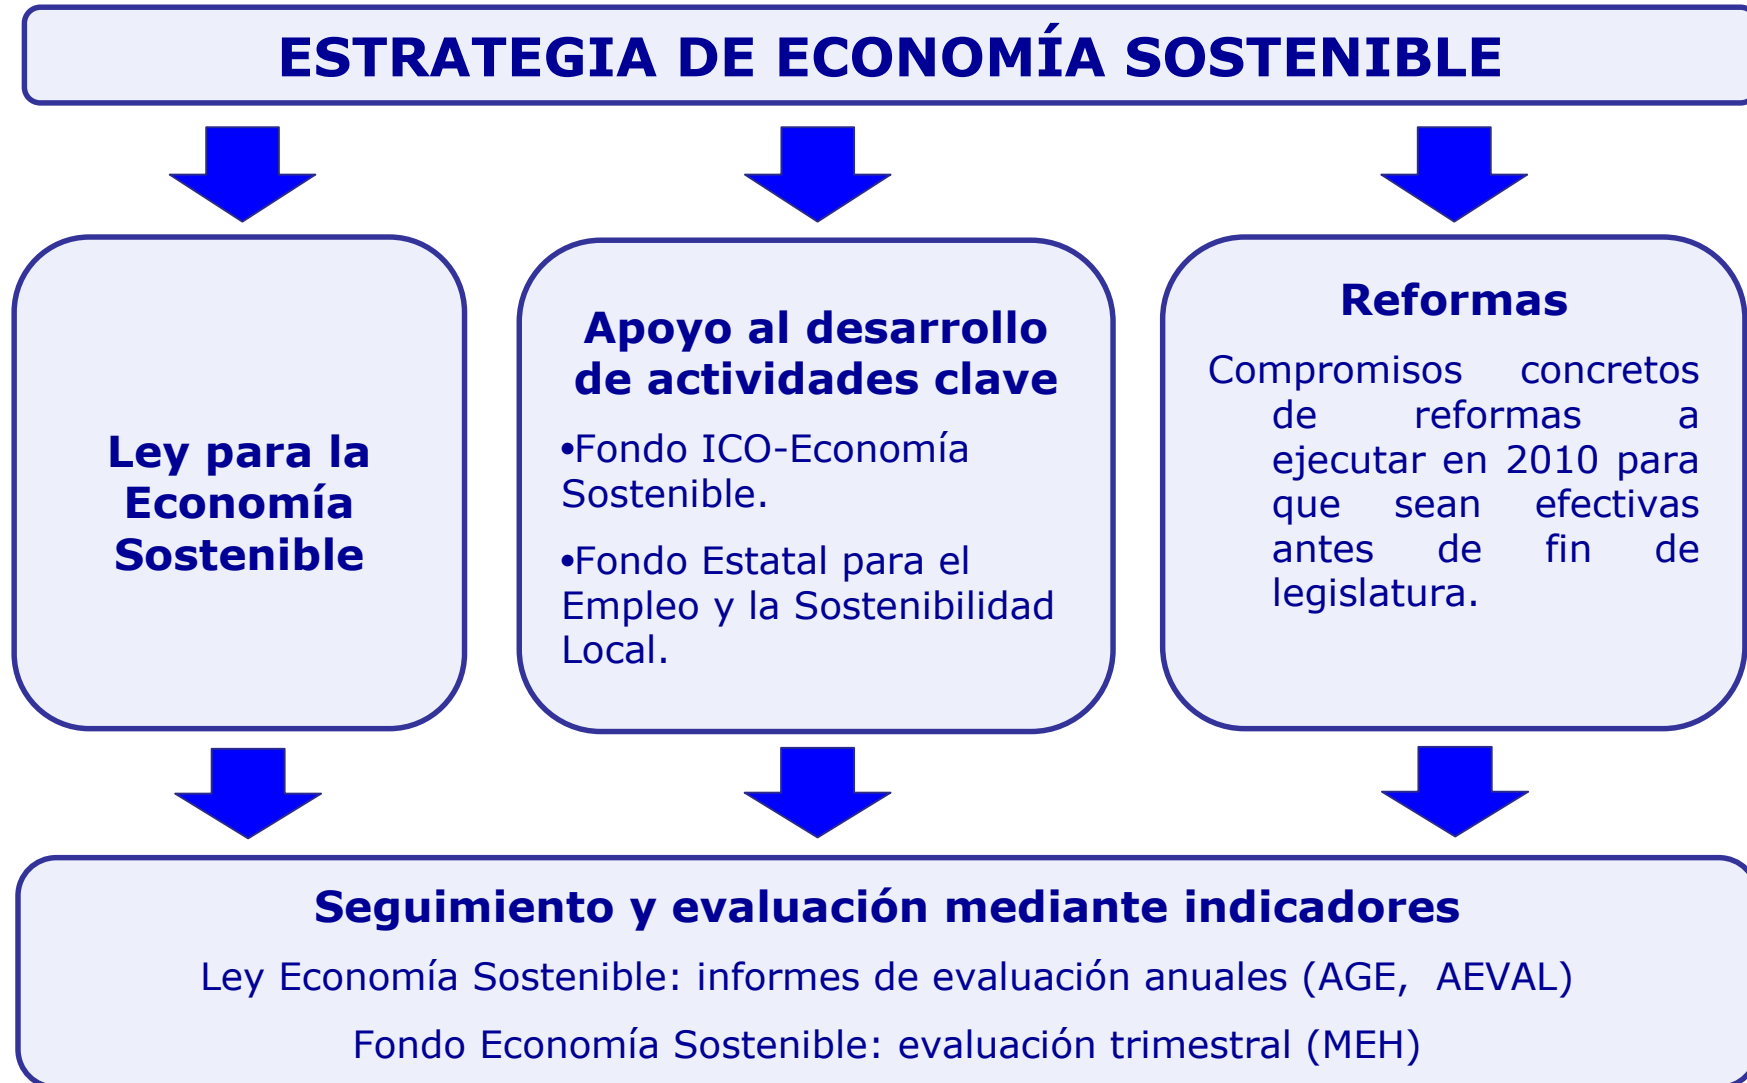 ESTRATEGIA DE ECONOMÍA SOSTENIBLE
Ley para la
Economía
Sostenible
Apoyo al desarrollo
de actividades clave
•Fondo ICO-Economía
Sostenible.
•Fondo Estatal para el
Empleo y la Sostenibilidad
Local.
Reformas
Compromisos concretos
de reformas a
ejecutar en 2010 para
que sean efectivas
antes de fin de
legislatura.
Seguimiento y evaluación mediante indicadores
Ley Economía Sostenible: informes de evaluación anuales (AGE, AEVAL)
Fondo Economía Sostenible: evaluación trimestral (MEH)